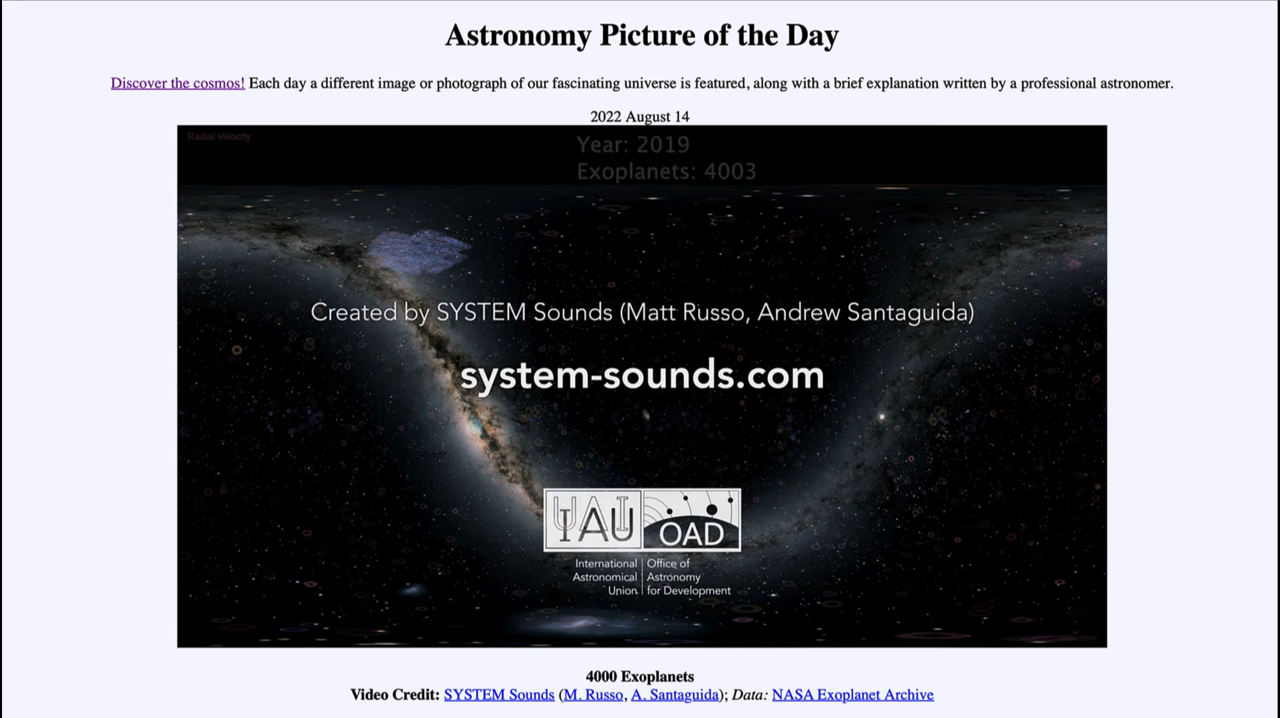 Astronomy Picture of the Day
Discover the cosmos! Each day a different image or photograph of our fascinating universe is featured, along with a brief explanation written by a professional astronomer.
2022 August 14
Radial Velocity
Year: 2019
Exoplanets: 4003
Created by SYSTEM Sounds (Matt Russo, Andrew Santaguida)
system-sounds.com
IAU OAD
International Office of
Astronomical Astronomy
Union for Development
4000 Exoplanets
Video Credit: SYSTEM Sounds (M. Russo, A. Santaguida); Data: NASA Exoplanet Archive